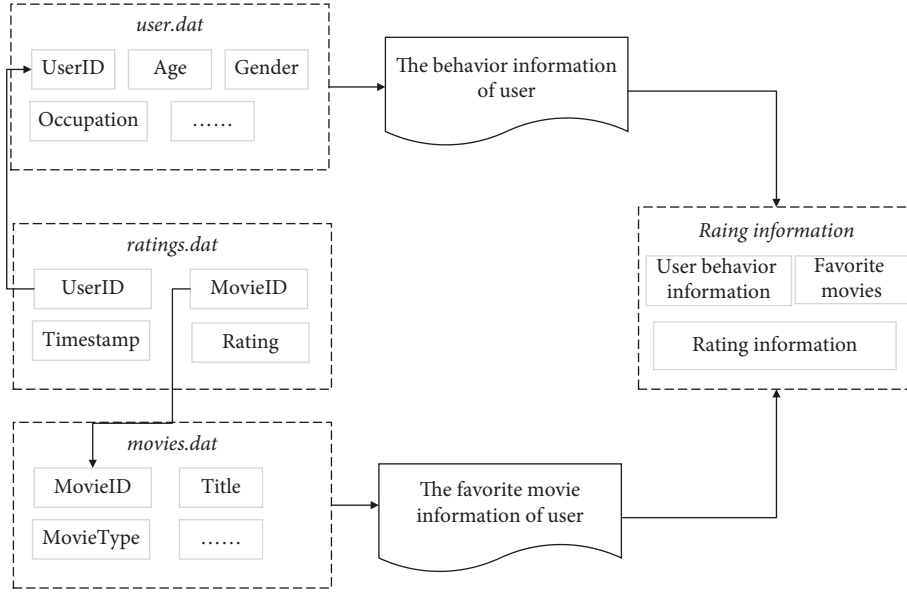 user.dat
UserID
Age
Gender
Occupation
......
The behavior information
of user
ratings.dat
UserID
MovieID
Timestamp
Rating
Raing information
User behavior
information
Favorite
movies
Rating information
movies.dat
MovieID
Title
MovieType
......
The favorite movie
information of user